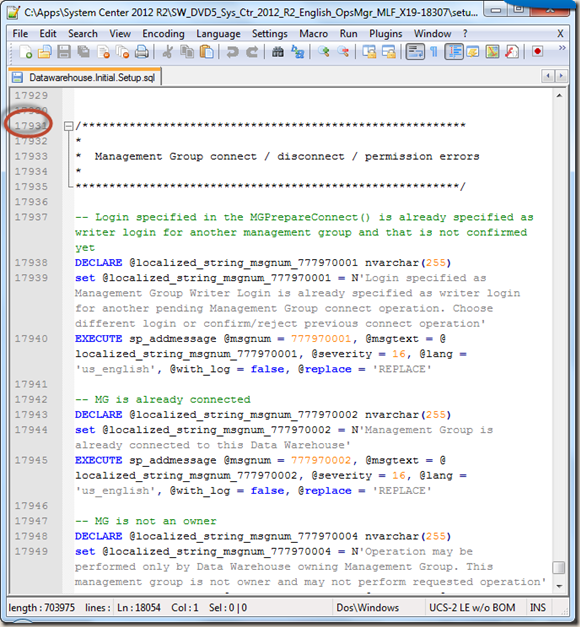 C:\Apps\System Center 2012 R2\SW_DVD5_Sys_Ctr_2012_R2_English_OpsMgr_MLF_X19-18307\setu...
File Edit Search View Encoding Language Settings Macro Run Plugins Window ? X
Datawarehouse.Initial.Setup.sql
17929
17930
17931 /**********************************************************
17932 *
17933 * Management Group connect / disconnect / permission errors
17934 *
17935 **********************************************************/
17936
17937 -- Login specified in the MGPrepareConnect() is already specified as
writer login for another management group and that is not confirmed
yet
17938 DECLARE @localized_string_msgnum_777970001 nvarchar(255)
17939 set @localized_string_msgnum_777970001 = N'Login specified as
Management Group Writer Login is already specified as writer login
for another pending Management Group connect operation. Choose
different login or confirm/reject previous connect operation'
17940 EXECUTE sp_addmessage @msgnum = 777970001, @msgtext = @
localized_string_msgnum_777970001, @severity = 16, @lang =
'us_english', @with_log = false, @replace = 'REPLACE'
17941
17942 -- MG is already connected
17943 DECLARE @localized_string_msgnum_777970002 nvarchar(255)
17944 set @localized_string_msgnum_777970002 = N'Management Group is
already connected to this Data Warehouse'
17945 EXECUTE sp_addmessage @msgnum = 777970002, @msgtext = @
localized_string_msgnum_777970002, @severity = 16, @lang =
'us_english', @with_log = false, @replace = 'REPLACE'
17946
17947 -- MG is not an owner
17948 DECLARE @localized_string_msgnum_777970004 nvarchar(255)
17949 set @localized_string_msgnum_777970004 = N'Operation may be
performed only by Data Warehouse owning Management Group. This
management group is not owner and may not perform requested operation'
length : 703975 lines : Ln : 18054 Col : 1 Sel : 0 | 0 Dos\Windows UCS-2 LE w/o BOM INS